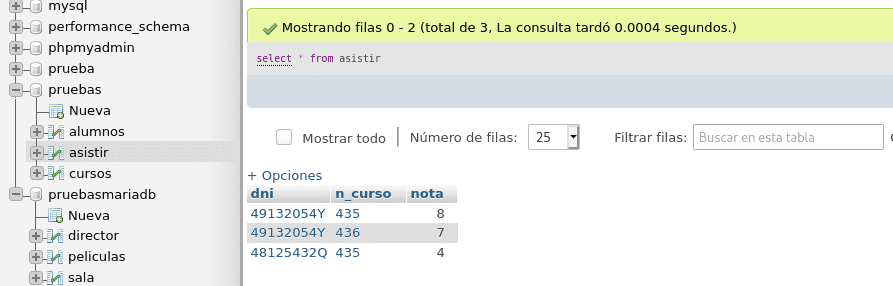 mysql
performance_schema
phpmyadmin
prueba
pruebas
Nueva
alumnos
asistir
cursos
pruebasmariadb
Nueva
director
peliculas
sala
Mostrando filas 0 - 2 (total de 3, La consulta tardó 0.0004 segundos.)
select * from asistir
Mostrar todo Número de filas: 25 Filtrar filas: Buscar en esta tabla
+ Opciones
dni n_curso nota
49132054Y 435 8
49132054Y 436 7
48125432Q 435 4